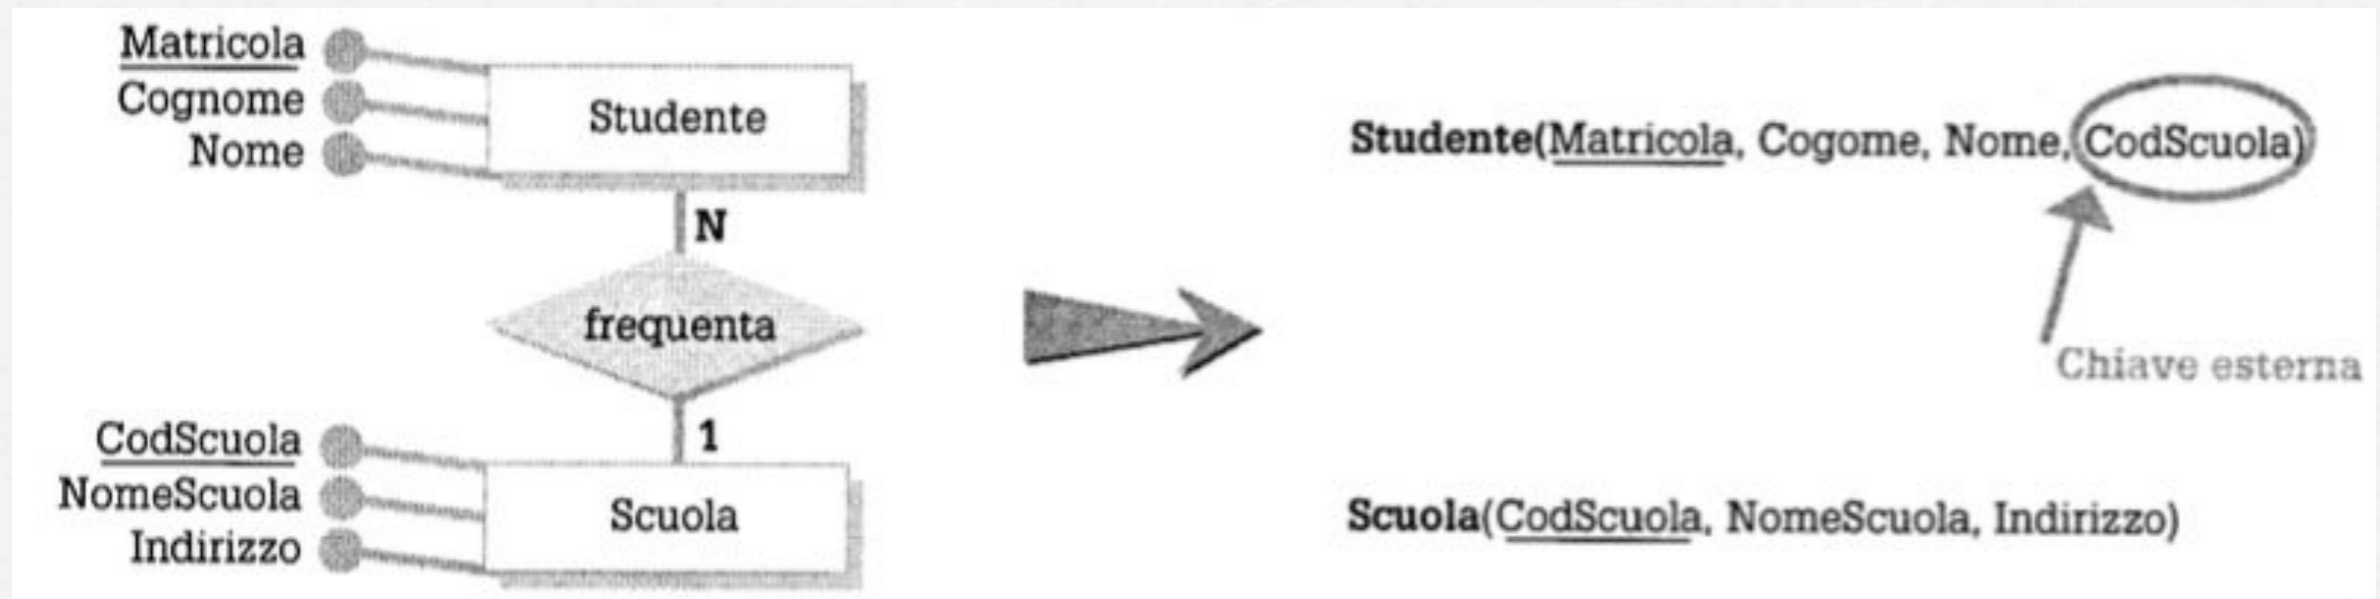 Matricola
Cognome
Nome
Studente
N
frequenta
1
CodScuola
NomeScuola
Indirizzo
Scuola
Studente(Matricola, Cogome, Nome, CodScuola)
Chiave esterna
Scuola(CodScuola, NomeScuola, Indirizzo)